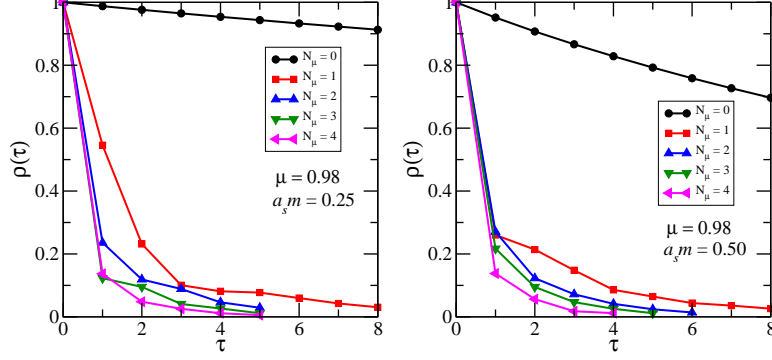 1
0.8
0.6
0.4
0.2
0
ρ(τ)
0 2 4 6 8
τ
N_μ = 0
N_μ = 1
N_μ = 2
N_μ = 3
N_μ = 4
μ = 0.98
a_s m = 0.25
1
0.8
0.6
0.4
0.2
0
ρ(τ)
0 2 4 6 8
τ
N_μ = 0
N_μ = 1
N_μ = 2
N_μ = 3
N_μ = 4
μ = 0.98
a_s m = 0.50